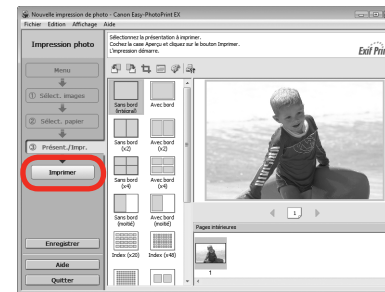 Nouvelle impression de photo - Canon Easy-PhotoPrint EX
Fichier Edition Affichage Aide
Impression photo
Sélectionnez la présentation à imprimer.
Cochez la case Aperçu et cliquez sur le bouton Imprimer.
L'impression démarre.
Exif Prin
Menu
① Sélect. images
② Sélect. papier
③ Présent./Impr.
Imprimer
Enregistrer
Aide
Quitter
Sans bord (intégral)
Avec bord
Sans bord (x2)
Avec bord (x2)
Sans bord (x4)
Avec bord (x4)
Sans bord (moitié)
Avec bord (moitié)
Index (x20)
Index (x48)
1
Pages intérieures
1